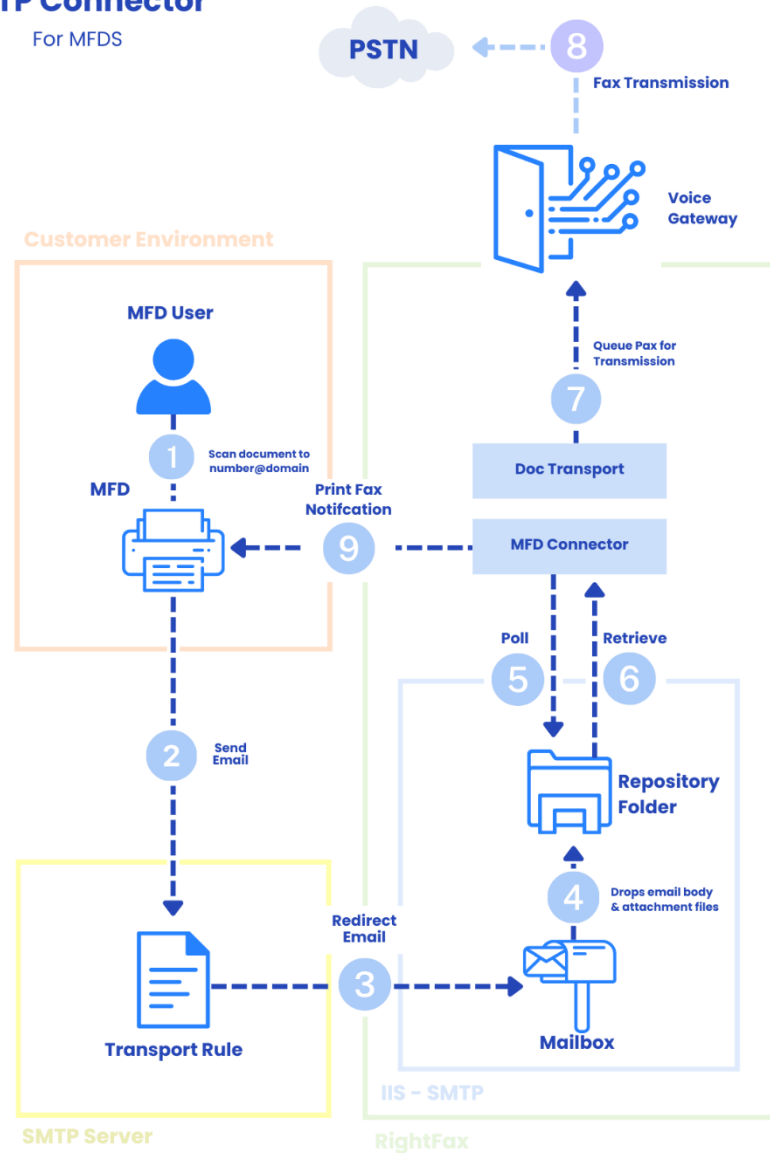 TP Connector
For MFDS
PSTN
8
Fax Transmission
Voice
Gateway
Customer Environment
MFD User
Queue Pax for
Transmission
7
1
Scan document to
number@domain
Doc Transport
MFD
Print Fax
Notifcation
9
MFD Connector
Poll
Retrieve
5
6
2
Send
Email
Repository
Folder
4
Drops email body
& attachment files
Redirect
Email
3
Transport Rule
Mailbox
IIS - SMTP
SMTP Server
RightFax